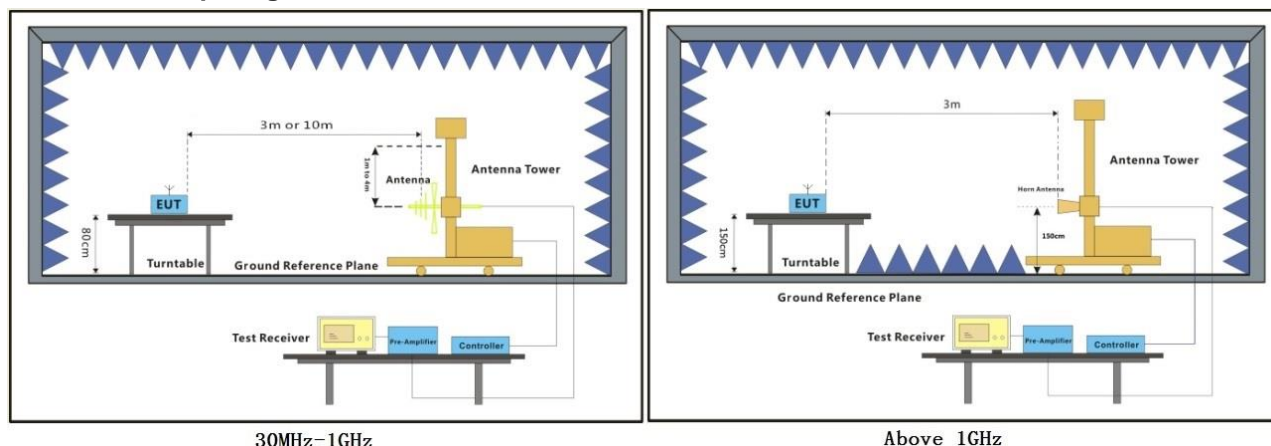 3m or 10m
1m to 4m
Antenna
Antenna Tower
EUT
80cm
Turntable
Ground Reference Plane
Test Receiver
Pre-Amplifier
Controller
30MHz-1GHz
3m
Antenna Tower
Horn Antenna
EUT
150cm
150cm
Turntable
Ground Reference Plane
Test Receiver
Pre-Amplifier
Controller
Above 1GHz